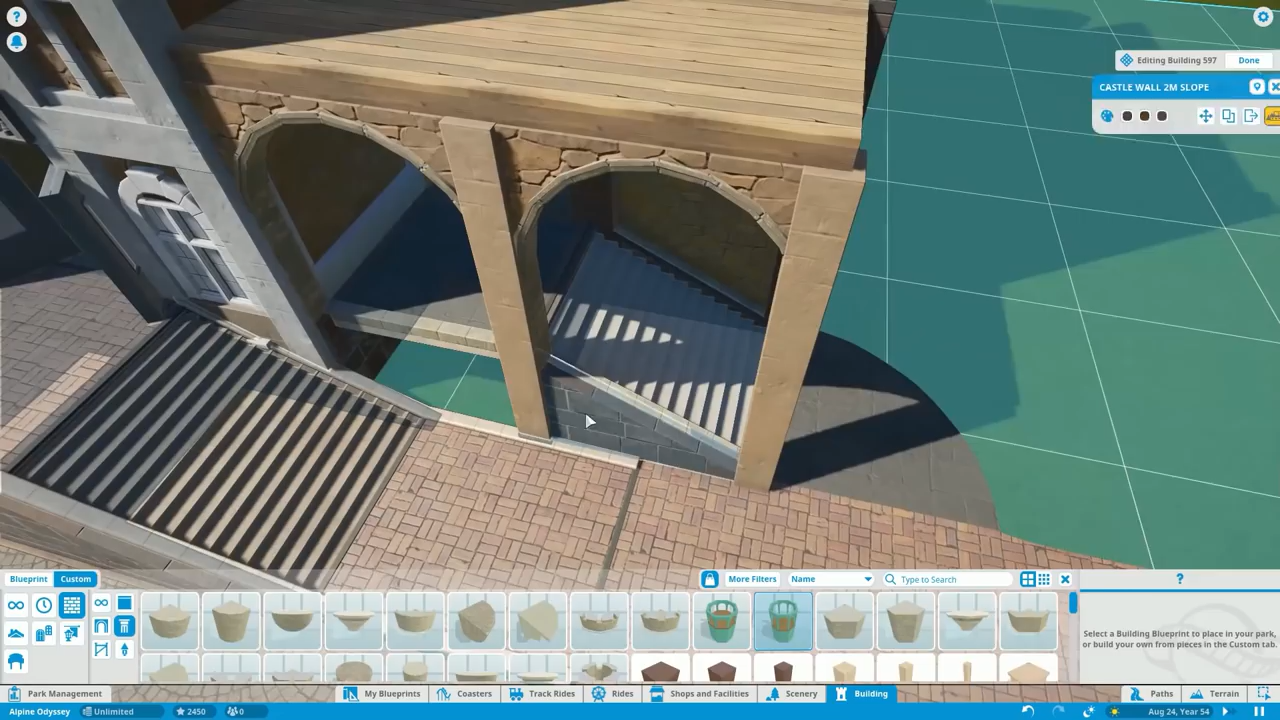 ?
Editing Building 597 Done
CASTLE WALL 2M SLOPE
Blueprint Custom More Filters Name Type to Search ?
Select a Building Blueprint to place in your park,
or build your own from pieces in the Custom tab.
Park Management My Blueprints Coasters Track Rides Rides Shops and Facilities Scenery Building Paths Terrain
Alpine Odyssey Unlimited 2450 0 Aug 24, Year 54